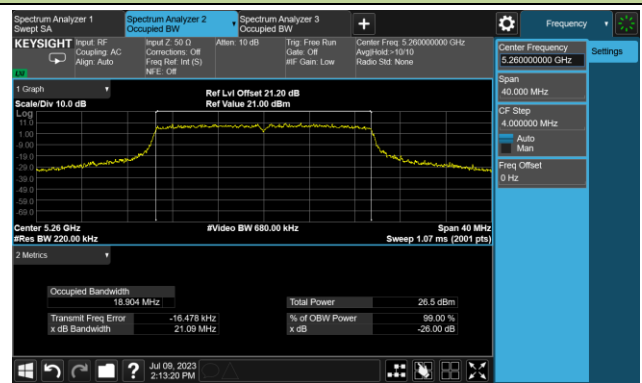 Spectrum Analyzer 1
Swept SA
Spectrum Analyzer 2
Occupied BW
Spectrum Analyzer 3
Occupied BW
+
Frequency
KEYSIGHT
Input: RF
Coupling: AC
Align: Auto
Input Z: 50 Ω
Corrections: Off
Freq Ref: Int (S)
NFE: Off
Atten: 10 dB
Trig: Free Run
Gate: Off
#IF Gain: Low
Center Freq: 5.260000000 GHz
Avg|Hold:>10/10
Radio Std: None
Center Frequency
5.260000000 GHz
Settings
Span
40.000 MHz
CF Step
4.000000 MHz
Auto
Man
Freq Offset
0 Hz
1 Graph
Scale/Div 10.0 dB
Ref Lvl Offset 21.20 dB
Ref Value 21.00 dBm
Log
11.0
1.00
-9.00
-19.0
-29.0
-39.0
-49.0
-59.0
-69.0
Center 5.26 GHz
#Video BW 680.00 kHz
Span 40 MHz
#Res BW 220.00 kHz
Sweep 1.07 ms (2001 pts)
2 Metrics
Occupied Bandwidth
18.904 MHz
Total Power 26.5 dBm
Transmit Freq Error -16.478 kHz
% of OBW Power 99.00 %
x dB Bandwidth 21.09 MHz
x dB -26.00 dB
?
Jul 09, 2023
2:13:20 PM